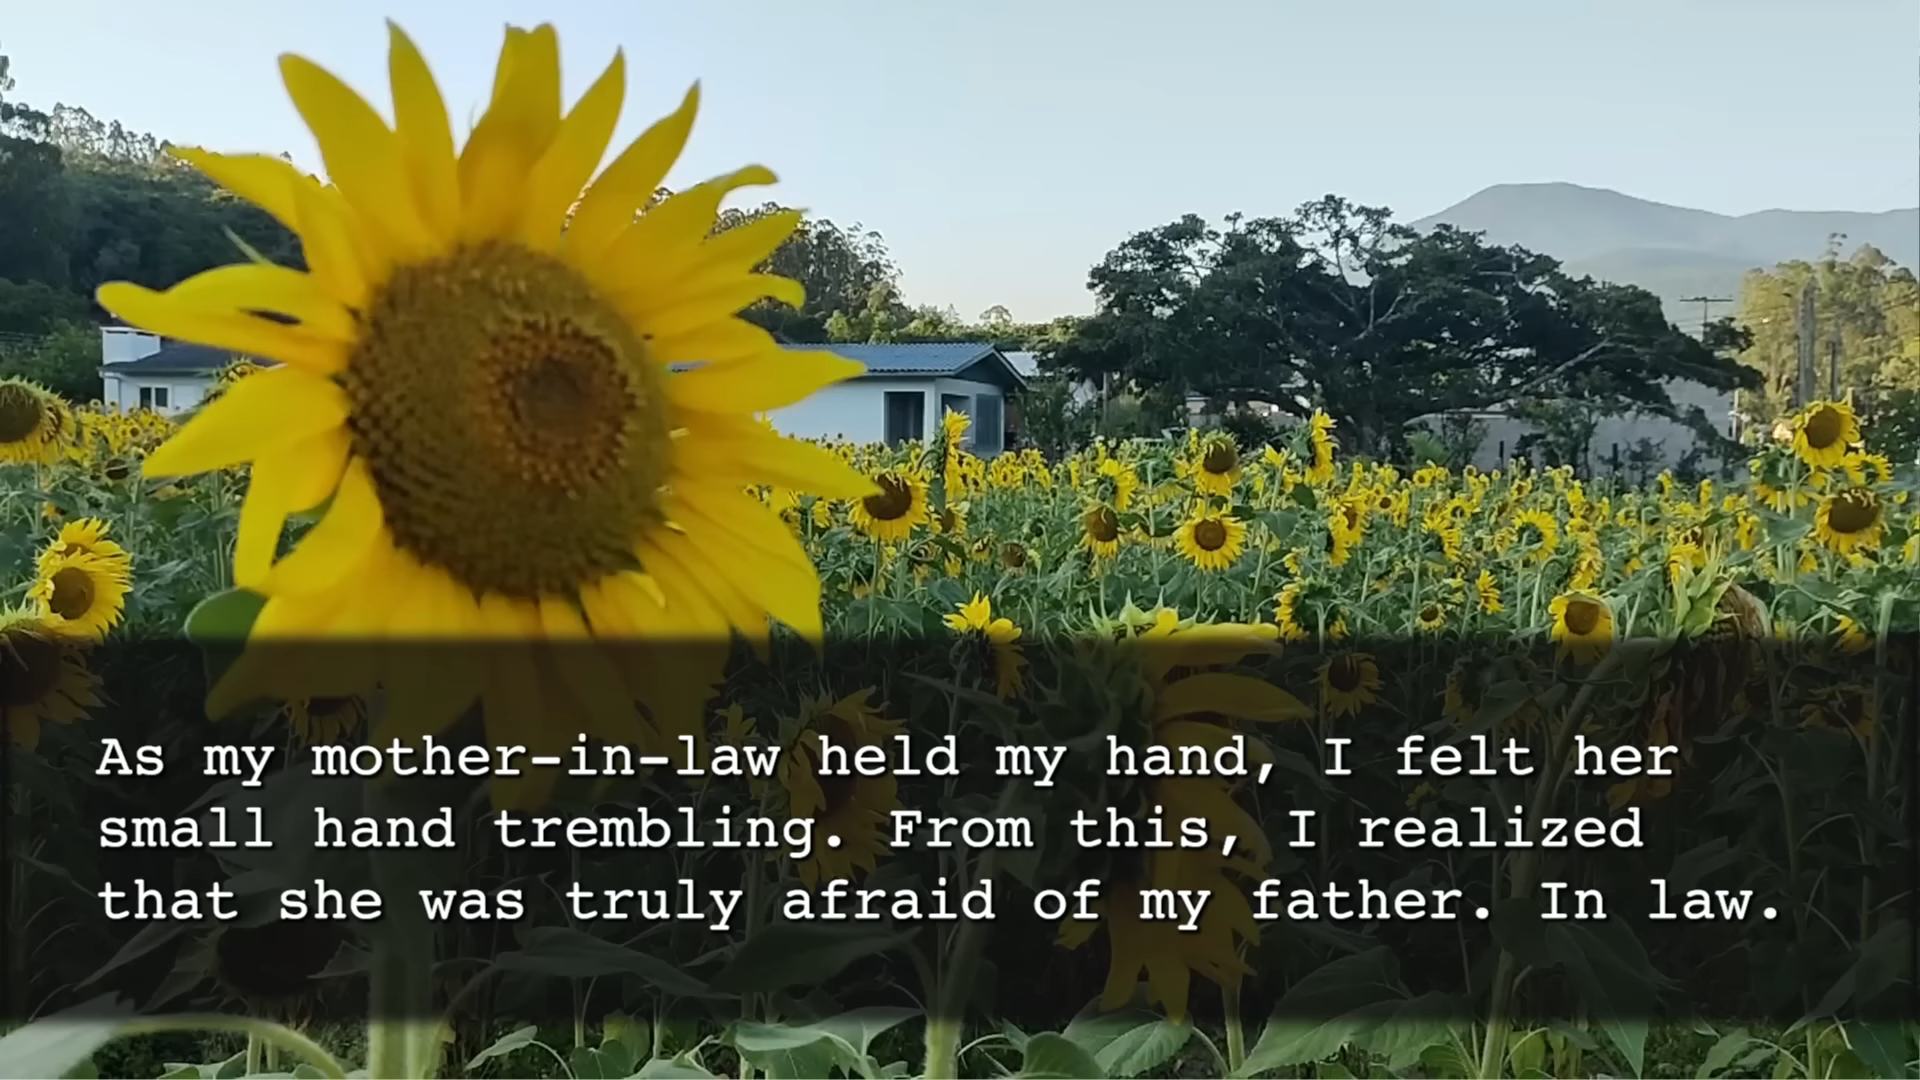 As my mother-in-law held my hand, I felt her
small hand trembling. From this, I realized
that she was truly afraid of my father. In law.